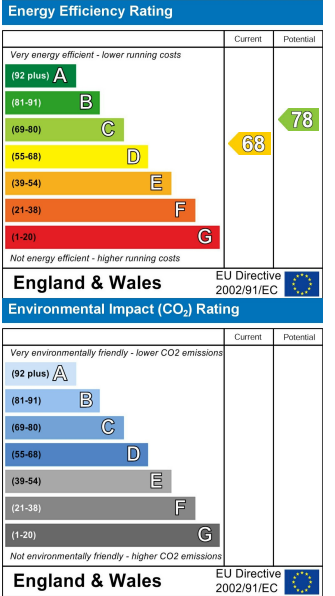 Energy Efficiency Rating
Current Potential
Very energy efficient - lower running costs
(92 plus) A
(81-91) B
(69-80) C
(55-68) D
(39-54) E
(21-38) F
(1-20) G
68
78
Not energy efficient - higher running costs
England & Wales
EU Directive
2002/91/EC
Environmental Impact (CO₂) Rating
Current Potential
Very environmentally friendly - lower CO2 emissions
(92 plus) A
(81-91) B
(69-80) C
(55-68) D
(39-54) E
(21-38) F
(1-20) G
Not environmentally friendly - higher CO2 emissions
England & Wales
EU Directive
2002/91/EC